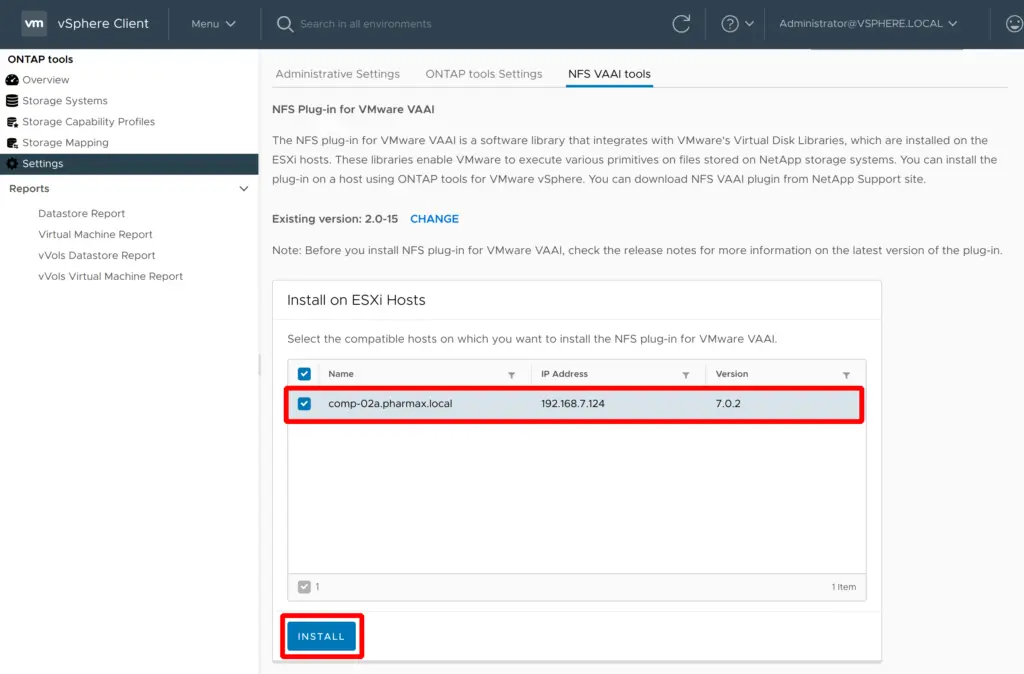 vm vSphere Client Menu Search in all environments Administrator@VSPHERE.LOCAL
ONTAP tools
Overview
Storage Systems
Storage Capability Profiles
Storage Mapping
Settings
Reports
Datastore Report
Virtual Machine Report
vVols Datastore Report
vVols Virtual Machine Report
Administrative Settings ONTAP tools Settings NFS VAAI tools
NFS Plug-in for VMware VAAI
The NFS plug-in for VMware VAAI is a software library that integrates with VMware's Virtual Disk Libraries, which are installed on the
ESXi hosts. These libraries enable VMware to execute various primitives on files stored on NetApp storage systems. You can install the
plug-in on a host using ONTAP tools for VMware vSphere. You can download NFS VAAI plugin from NetApp Support site.
Existing version: 2.0-15 CHANGE
Note: Before you install NFS plug-in for VMware VAAI, check the release notes for more information on the latest version of the plug-in.
Install on ESXi Hosts
Select the compatible hosts on which you want to install the NFS plug-in for VMware VAAI.
Name IP Address Version
comp-02a.pharmax.local 192.168.7.124 7.0.2
1 1 Item
INSTALL